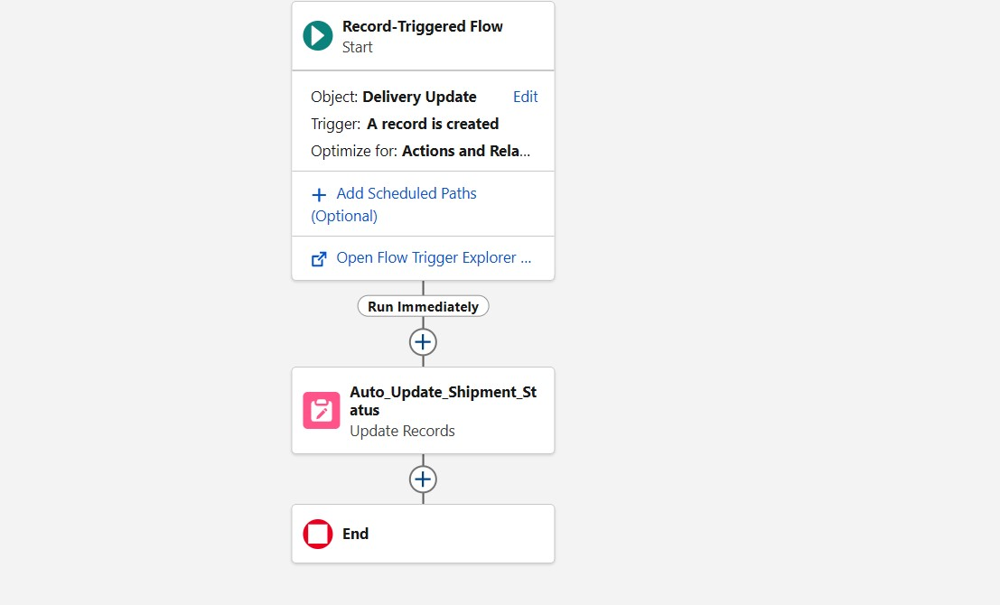 Record-Triggered Flow
Start
Object: Delivery Update Edit
Trigger: A record is created
Optimize for: Actions and Rela...
Add Scheduled Paths
(Optional)
Open Flow Trigger Explorer ...
Run Immediately
Auto_Update_Shipment_St
atus
Update Records
End